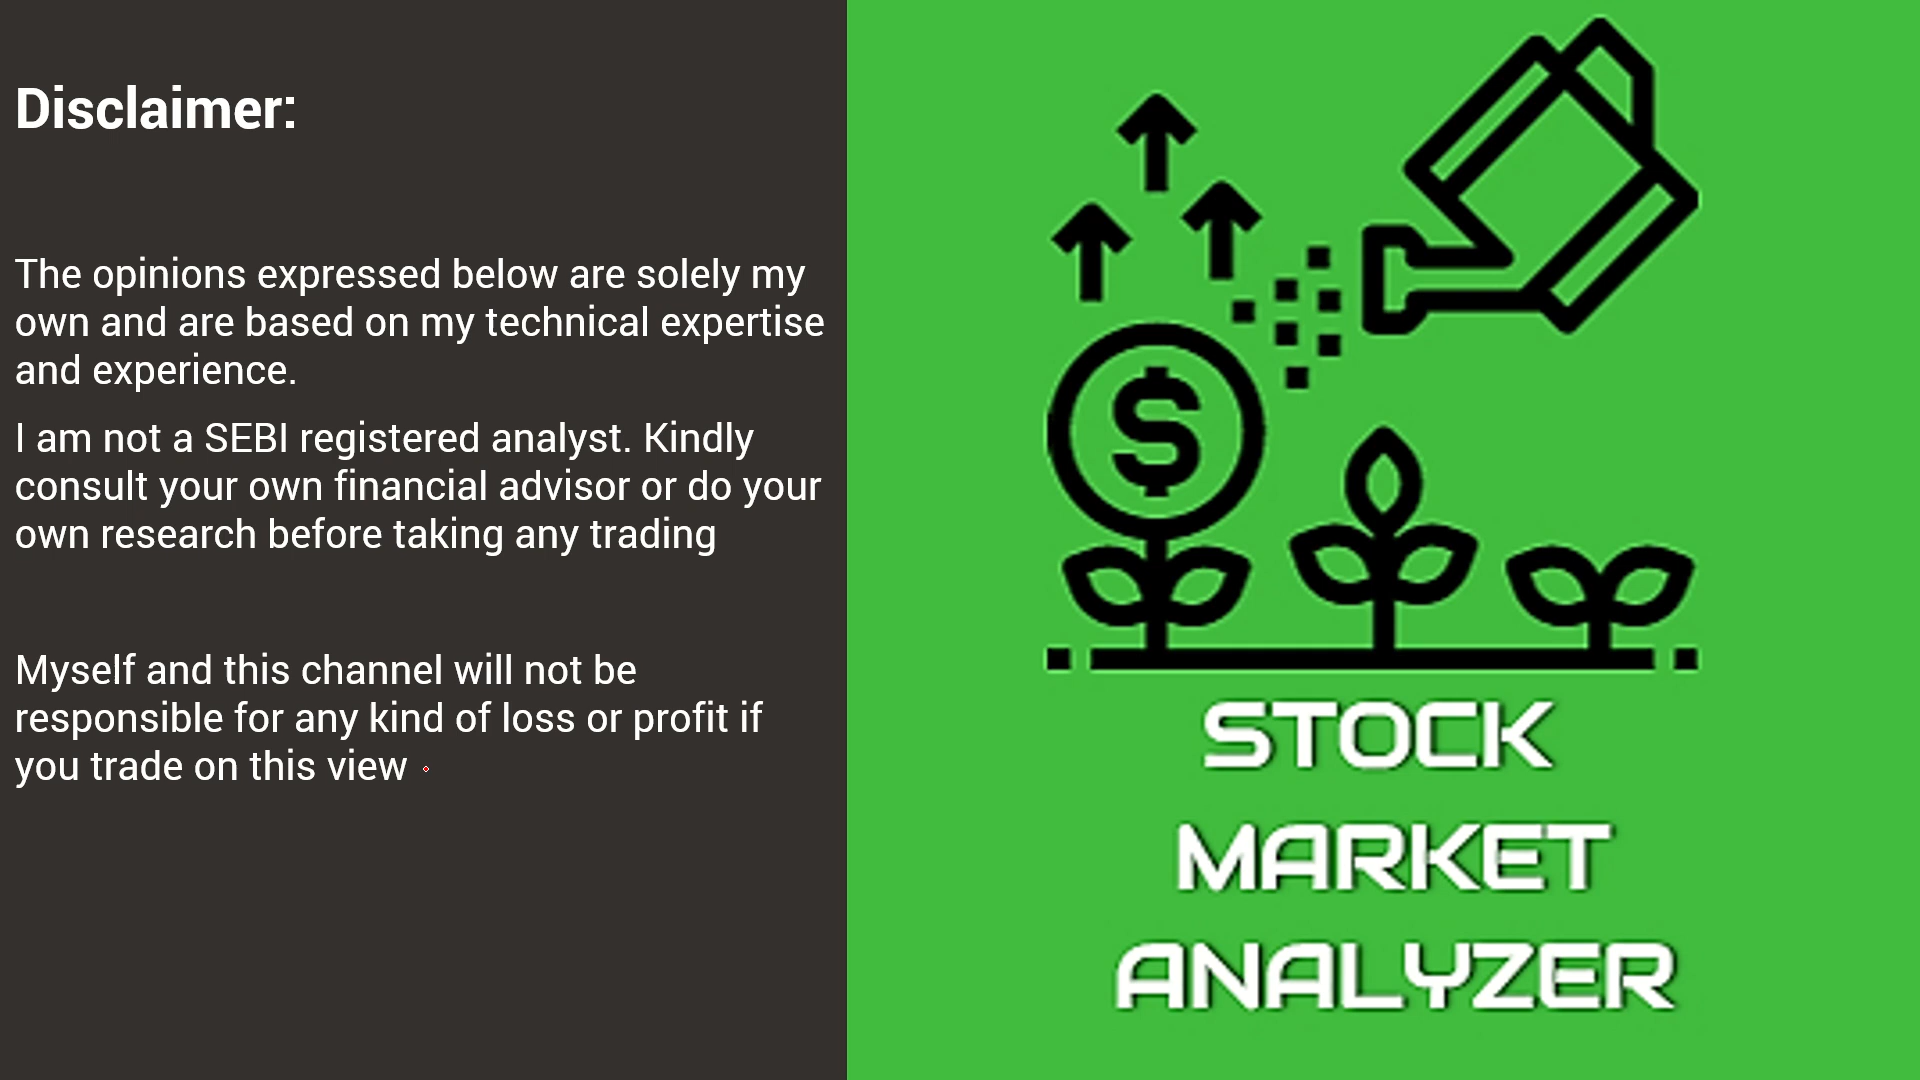 Disclaimer:
The opinions expressed below are solely my
own and are based on my technical expertise
and experience.
I am not a SEBI registered analyst. Kindly
consult your own financial advisor or do your
own research before taking any trading
Myself and this channel will not be
responsible for any kind of loss or profit if
you trade on this view
$
STOCK
MARKET
ANALYZER